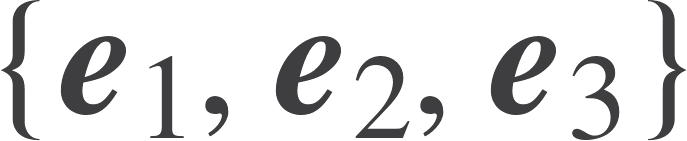 {e₁, e₂, e₃}